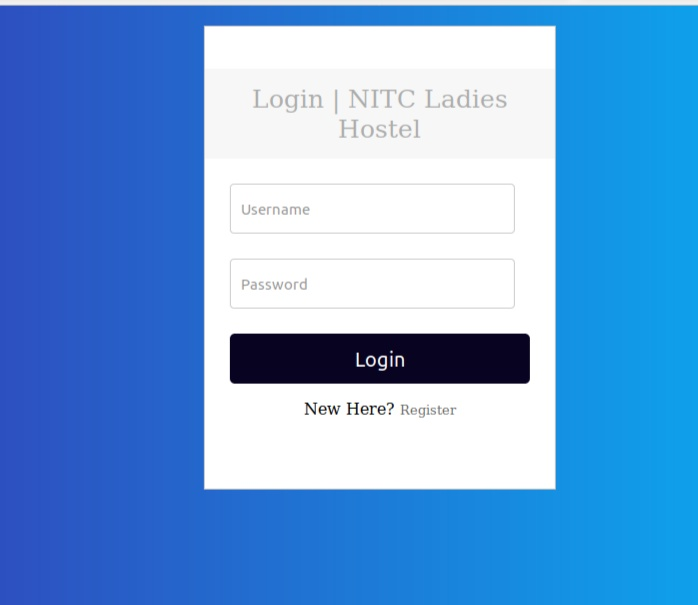 Login | NITC Ladies
Hostel
Username
Password
Login
New Here? Register